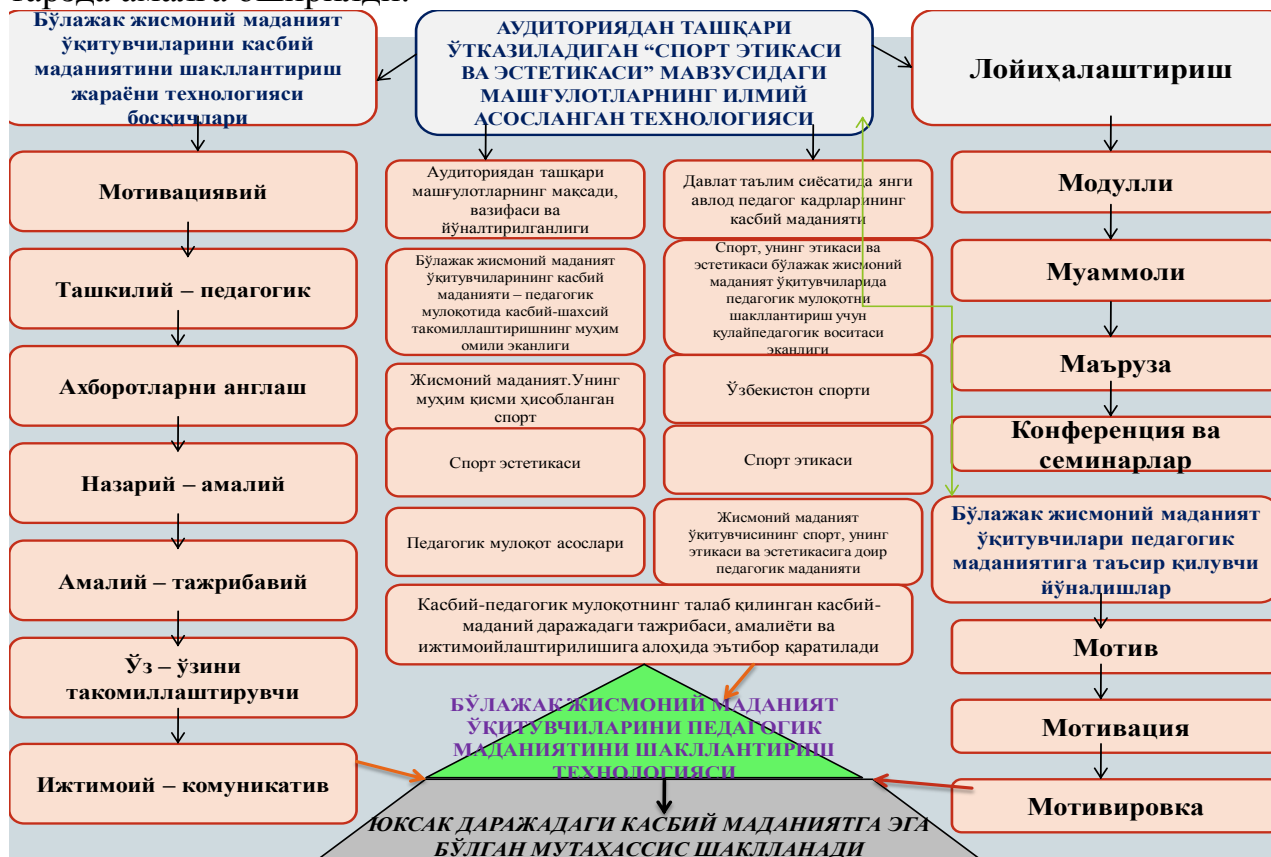 тарзда амалга оширилди.
Бўлажак жисмоний маданият
ўқитувчиларини касбий
маданиятини шакллантириш
жараёни технологияси
босқичлари
Мотивациявий
Ташкилий – педагогик
Ахборотларни англаш
Назарий – амалий
Амалий – тажрибавий
Ўз – ўзини
такомиллаштирувчи
Ижтимоий – комуникатив
АУДИТОРИЯДАН ТАШҚАРИ
ЎТКАЗИЛАДИГАН “СПОРТ ЭТИКАСИ
ВА ЭСТЕТИКАСИ” МАВЗУСИДАГИ
МАШҒУЛОТЛАРНИНГ ИЛМИЙ
АСОСЛАНГАН ТЕХНОЛОГИЯСИ
Аудиториядан ташқари
машғулотларнинг мақсади,
вазифаси ва
йўналтирилганлиги
Бўлажак жисмоний маданият
ўқитувчиларининг касбий
маданияти – педагогик
мулоқотида касбий-шахсий
такомиллаштиришнинг муҳим
омили эканлиги
Жисмоний маданият.Унинг
муҳим қисми ҳисобланган
спорт
Спорт эстетикаси
Педагогик мулоқот асослари
Давлат таълим сиёсатида янги
авлод педагог кадрларининг
касбий маданияти
Спорт, унинг этикаси ва
эстетикаси бўлажак жисмоний
маданият ўқитувчиларида
педагогик мулоқотни
шакллантириш учун
қулайпедагогик воситаси
эканлиги
Ўзбекистон спорти
Спорт этикаси
Жисмоний маданият
ўқитувчисининг спорт, унинг
этикаси ва эстетикасига доир
педагогик маданияти
Касбий-педагогик мулоқотнинг талаб қилинган касбий-
маданий даражадаги тажрибаси, амалиёти ва
ижтимоийлаштирилишига алоҳида эътибор қаратилади
БЎЛАЖАК ЖИСМОНИЙ МАДАНИЯТ
ЎҚИТУВЧИЛАРИНИ ПЕДАГОГИК
МАДАНИЯТИНИ ШАКЛЛАНТИРИШ
ТЕХНОЛОГИЯСИ
ЮКСАК ДАРАЖАДАГИ КАСБИЙ МАДАНИЯТГА ЭГА
БЎЛГАН МУТАХАССИС ШАКЛЛАНАДИ
Лойиҳалаштириш
Модулли
Муаммоли
Маъруза
Конференция ва
семинарлар
Бўлажак жисмоний маданият
ўқитувчилари педагогик
маданиятига таъсир қилувчи
йўналишлар
Мотив
Мотивация
Мотивировка